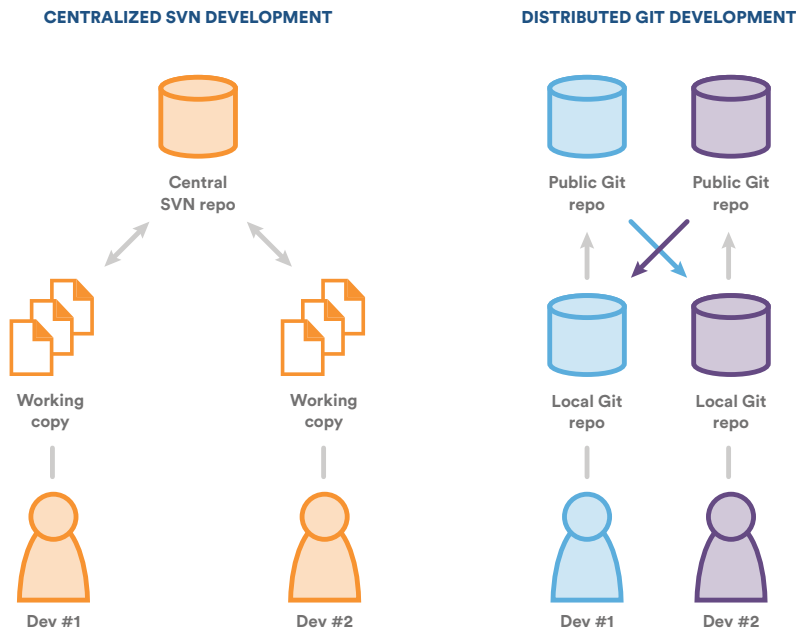 CENTRALIZED SVN DEVELOPMENT
Central
SVN repo
Working
copy
Working
copy
Dev #1
Dev #2
DISTRIBUTED GIT DEVELOPMENT
Public Git
repo
Public Git
repo
Local Git
repo
Local Git
repo
Dev #1
Dev #2